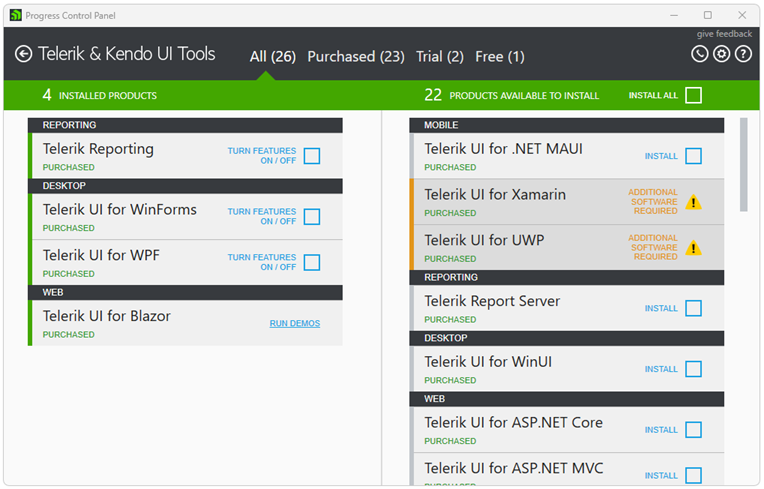 Progress Control Panel
give feedback
Telerik & Kendo UI Tools
All (26) Purchased (23) Trial (2) Free (1)
4 INSTALLED PRODUCTS
22 PRODUCTS AVAILABLE TO INSTALL INSTALL ALL
REPORTING
Telerik Reporting
PURCHASED
TURN FEATURES
ON / OFF
DESKTOP
Telerik UI for WinForms
PURCHASED
TURN FEATURES
ON / OFF
Telerik UI for WPF
PURCHASED
TURN FEATURES
ON / OFF
WEB
Telerik UI for Blazor
PURCHASED
RUN DEMOS
MOBILE
Telerik UI for .NET MAUI
PURCHASED
INSTALL
Telerik UI for Xamarin
PURCHASED
ADDITIONAL
SOFTWARE
REQUIRED
Telerik UI for UWP
PURCHASED
ADDITIONAL
SOFTWARE
REQUIRED
REPORTING
Telerik Report Server
PURCHASED
INSTALL
DESKTOP
Telerik UI for WinUI
PURCHASED
INSTALL
WEB
Telerik UI for ASP.NET Core
PURCHASED
INSTALL
Telerik UI for ASP.NET MVC
PURCHASED
INSTALL